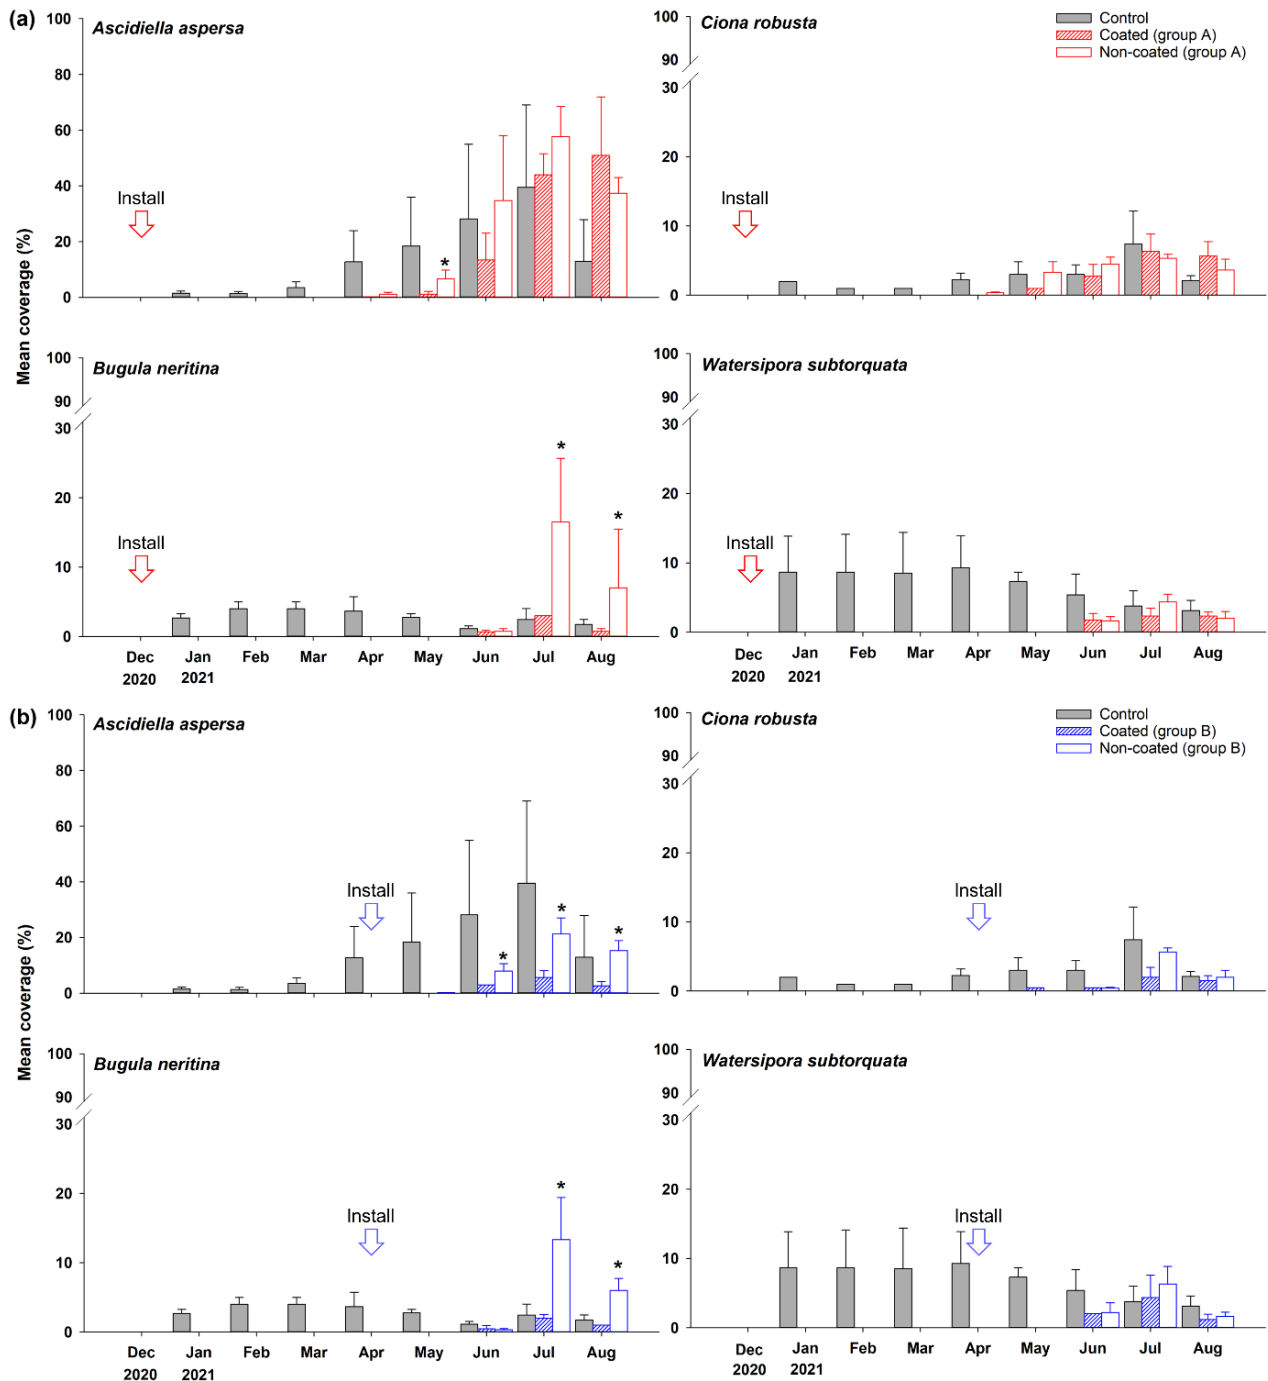 (a)
Ascidiella aspersa
Ciona robusta
Control
Coated (group A)
Non-coated (group A)
100
80
60
40
20
0
Install
*
100
90
30
20
10
0
Install
Mean coverage (%)
Bugula neritina
Watersipora subtorquata
100
90
30
20
10
0
Install
*
*
100
90
30
20
10
0
Install
Dec Jan Feb Mar Apr May Jun Jul Aug
2020 2021
Dec Jan Feb Mar Apr May Jun Jul Aug
2020 2021
(b)
Ascidiella aspersa
Ciona robusta
Control
Coated (group B)
Non-coated (group B)
100
80
60
40
20
0
Install
*
*
*
100
90
30
20
10
0
Install
Mean coverage (%)
Bugula neritina
Watersipora subtorquata
100
90
30
20
10
0
Install
*
*
100
90
30
20
10
0
Install
Dec Jan Feb Mar Apr May Jun Jul Aug
2020 2021
Dec Jan Feb Mar Apr May Jun Jul Aug
2020 2021